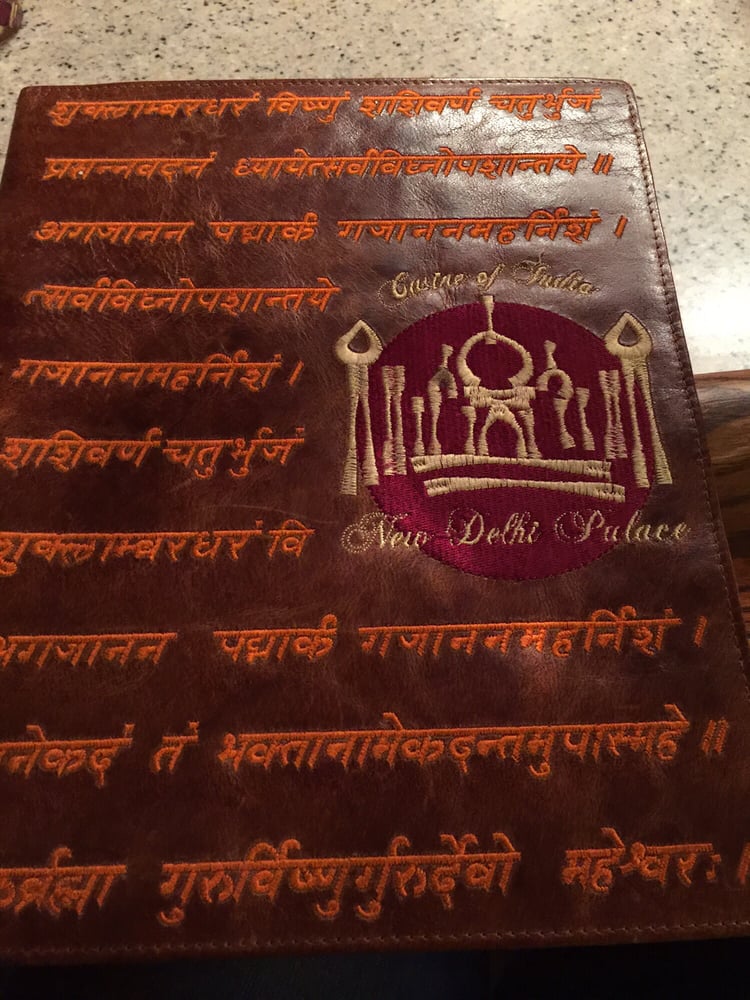 शुक्लाम्बरधरं विष्णुं शशिवर्णं चतुर्भुजं
प्रसन्नवदनं ध्यायेत्सर्वविघ्नोपशान्तये ॥
अगजानन पद्मार्कं गजाननमहर्निशं ।
त्सर्वविघ्नोपशान्तये
Cusine of India
गजाननमहर्निशं ।
शशिवर्णं चतुर्भुजं
शुक्लाम्बरधरं वि
New Delhi Palace
अगजानन पद्मार्कं गजाननमहर्निशं ।
नेकदं तं भक्तानामेकदन्तमुपास्महे ॥
गुरुर्विष्णुर्गुरुर्देवो महेश्वरः ।